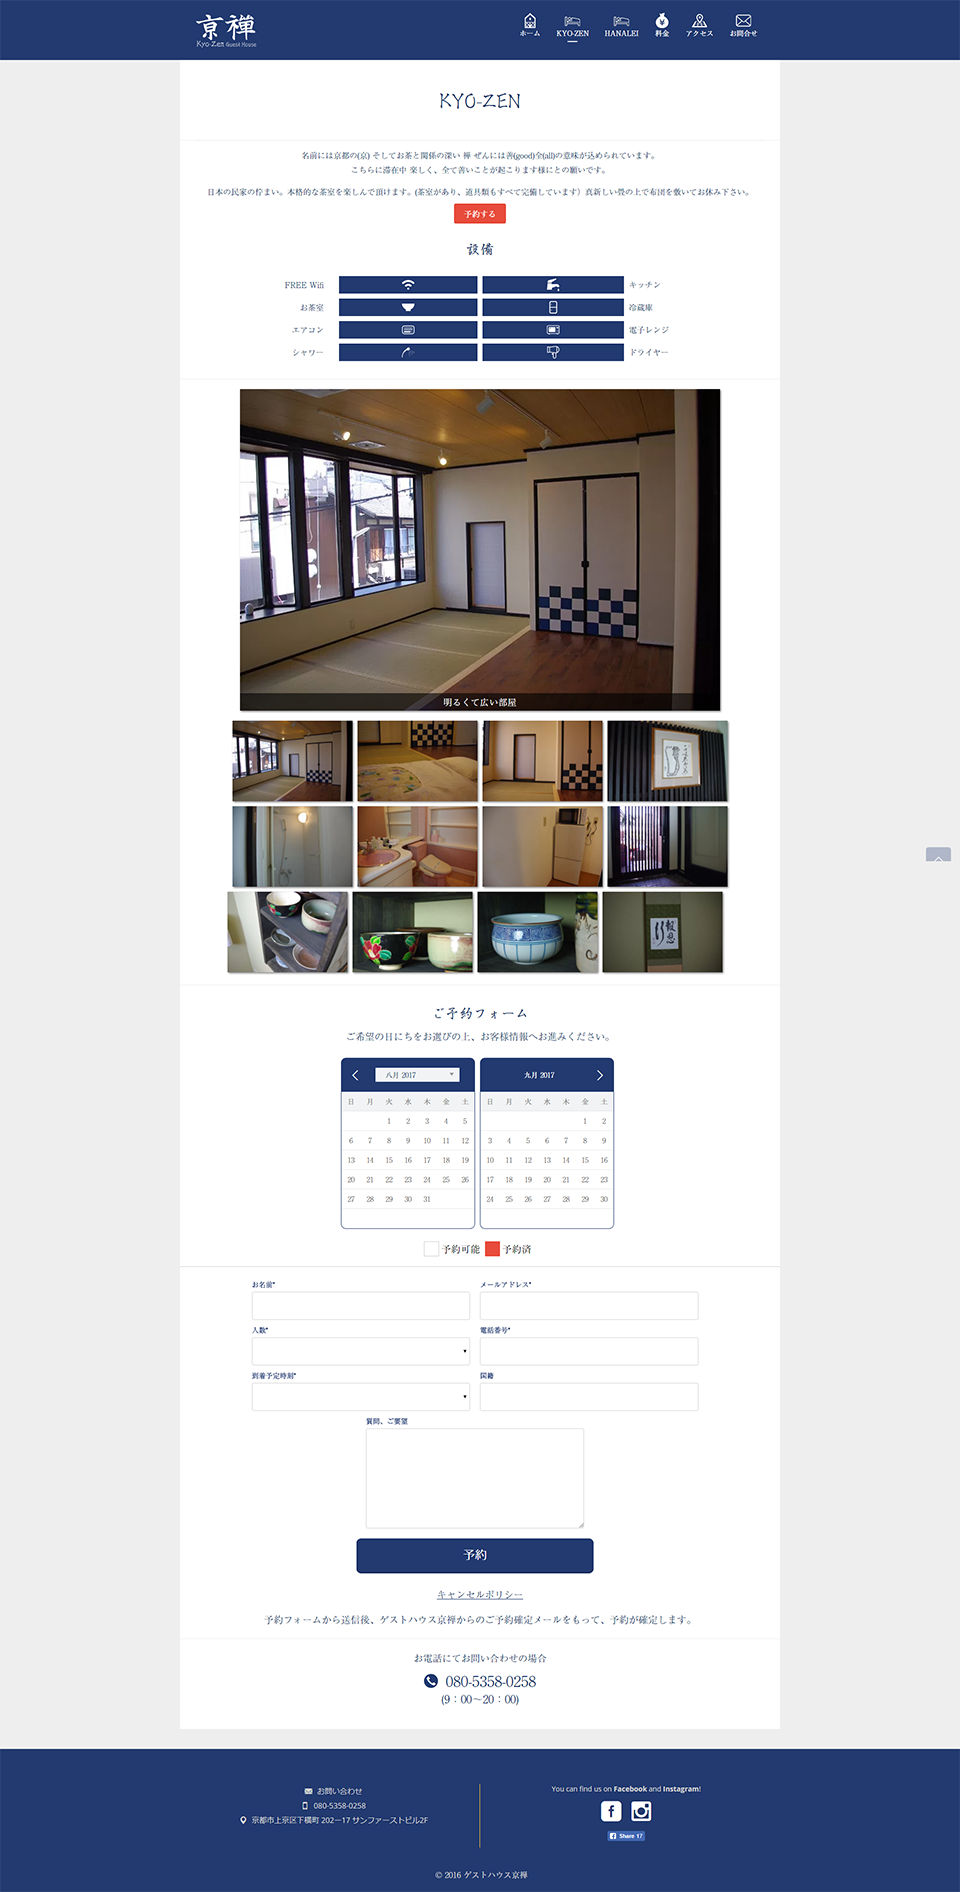 京禅
Kyo-Zen Guest House
ホーム
KYO-ZEN
HANALEI
料金
アクセス
お問合せ
KYO-ZEN
名前には京都の(京) そしてお茶と関係の深い 禅 ぜんには善(good)全(all)の意味が込められています。
こちらに滞在中 楽しく、全て善いことが起こります様にとの願いです。
日本の民家の佇まい。本格的な茶室を楽しんで頂けます。(茶室があり、道具類もすべて完備しています）真新しい畳の上で布団を敷いてお休み下さい。
予約する
設備
FREE Wifi
キッチン
お茶室
冷蔵庫
エアコン
電子レンジ
シャワー
ドライヤー
明るくて広い部屋
ご予約フォーム
ご希望の日にちをお選びの上、お客様情報へお進みください。
八月 2017
九月 2017
日 月 火 水 木 金 土
1 2 3 4 5
6 7 8 9 10 11 12
13 14 15 16 17 18 19
20 21 22 23 24 25 26
27 28 29 30 31
日 月 火 水 木 金 土
1 2
3 4 5 6 7 8 9
10 11 12 13 14 15 16
17 18 19 20 21 22 23
24 25 26 27 28 29 30
予約可能 予約済
お名前*
メールアドレス*
人数*
電話番号*
到着予定時刻*
国籍
質問、ご要望
予約
キャンセルポリシー
予約フォームから送信後、ゲストハウス京禅からのご予約確定メールをもって、予約が確定します。
お電話にてお問い合わせの場合
080-5358-0258
(9：00～20：00)
お問い合わせ
080-5358-0258
京都市上京区下横町 202－17 サンファーストビル2F
You can find us on Facebook and Instagram!
Share 17
© 2016 ゲストハウス京禅